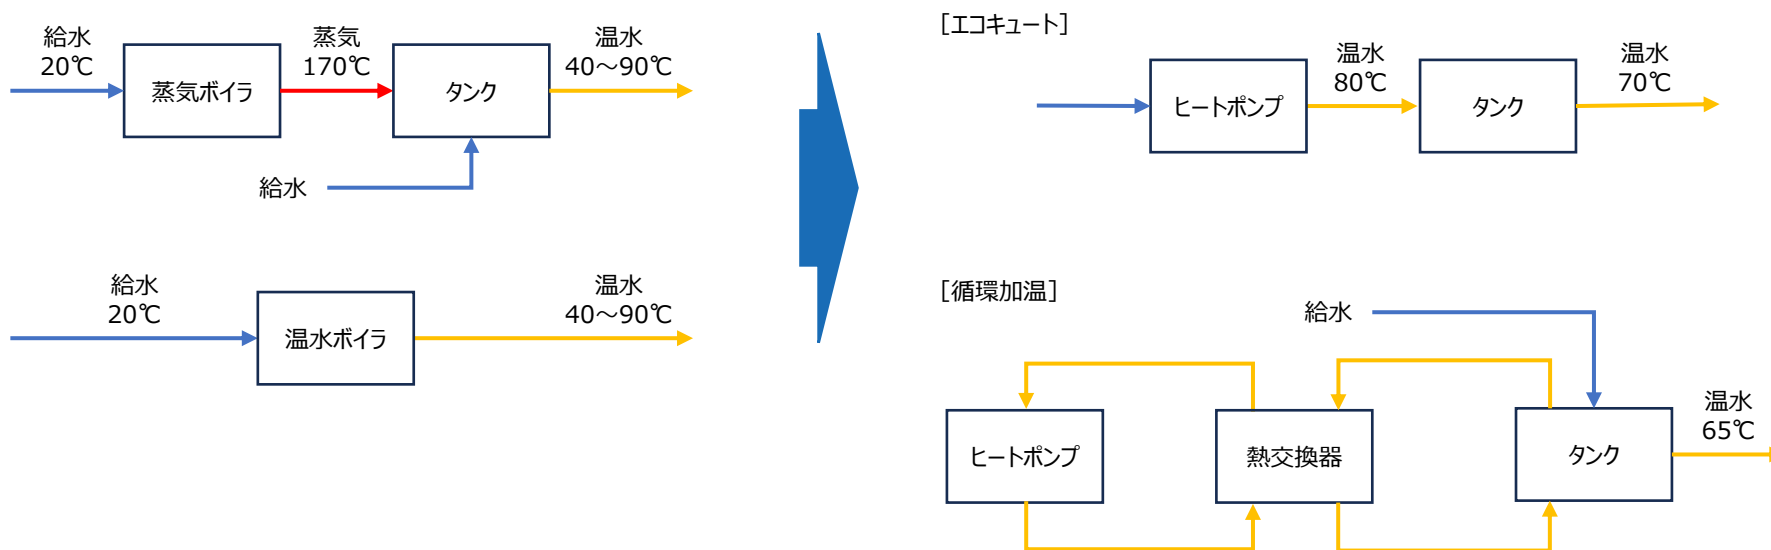 給水
20℃
蒸気ボイラ
蒸気
170℃
タンク
温水
40～90℃
給水
給水
20℃
温水ボイラ
温水
40～90℃
[エコキュート]
ヒートポンプ
温水
80℃
タンク
温水
70℃
[循環加温]
給水
ヒートポンプ
熱交換器
タンク
温水
65℃